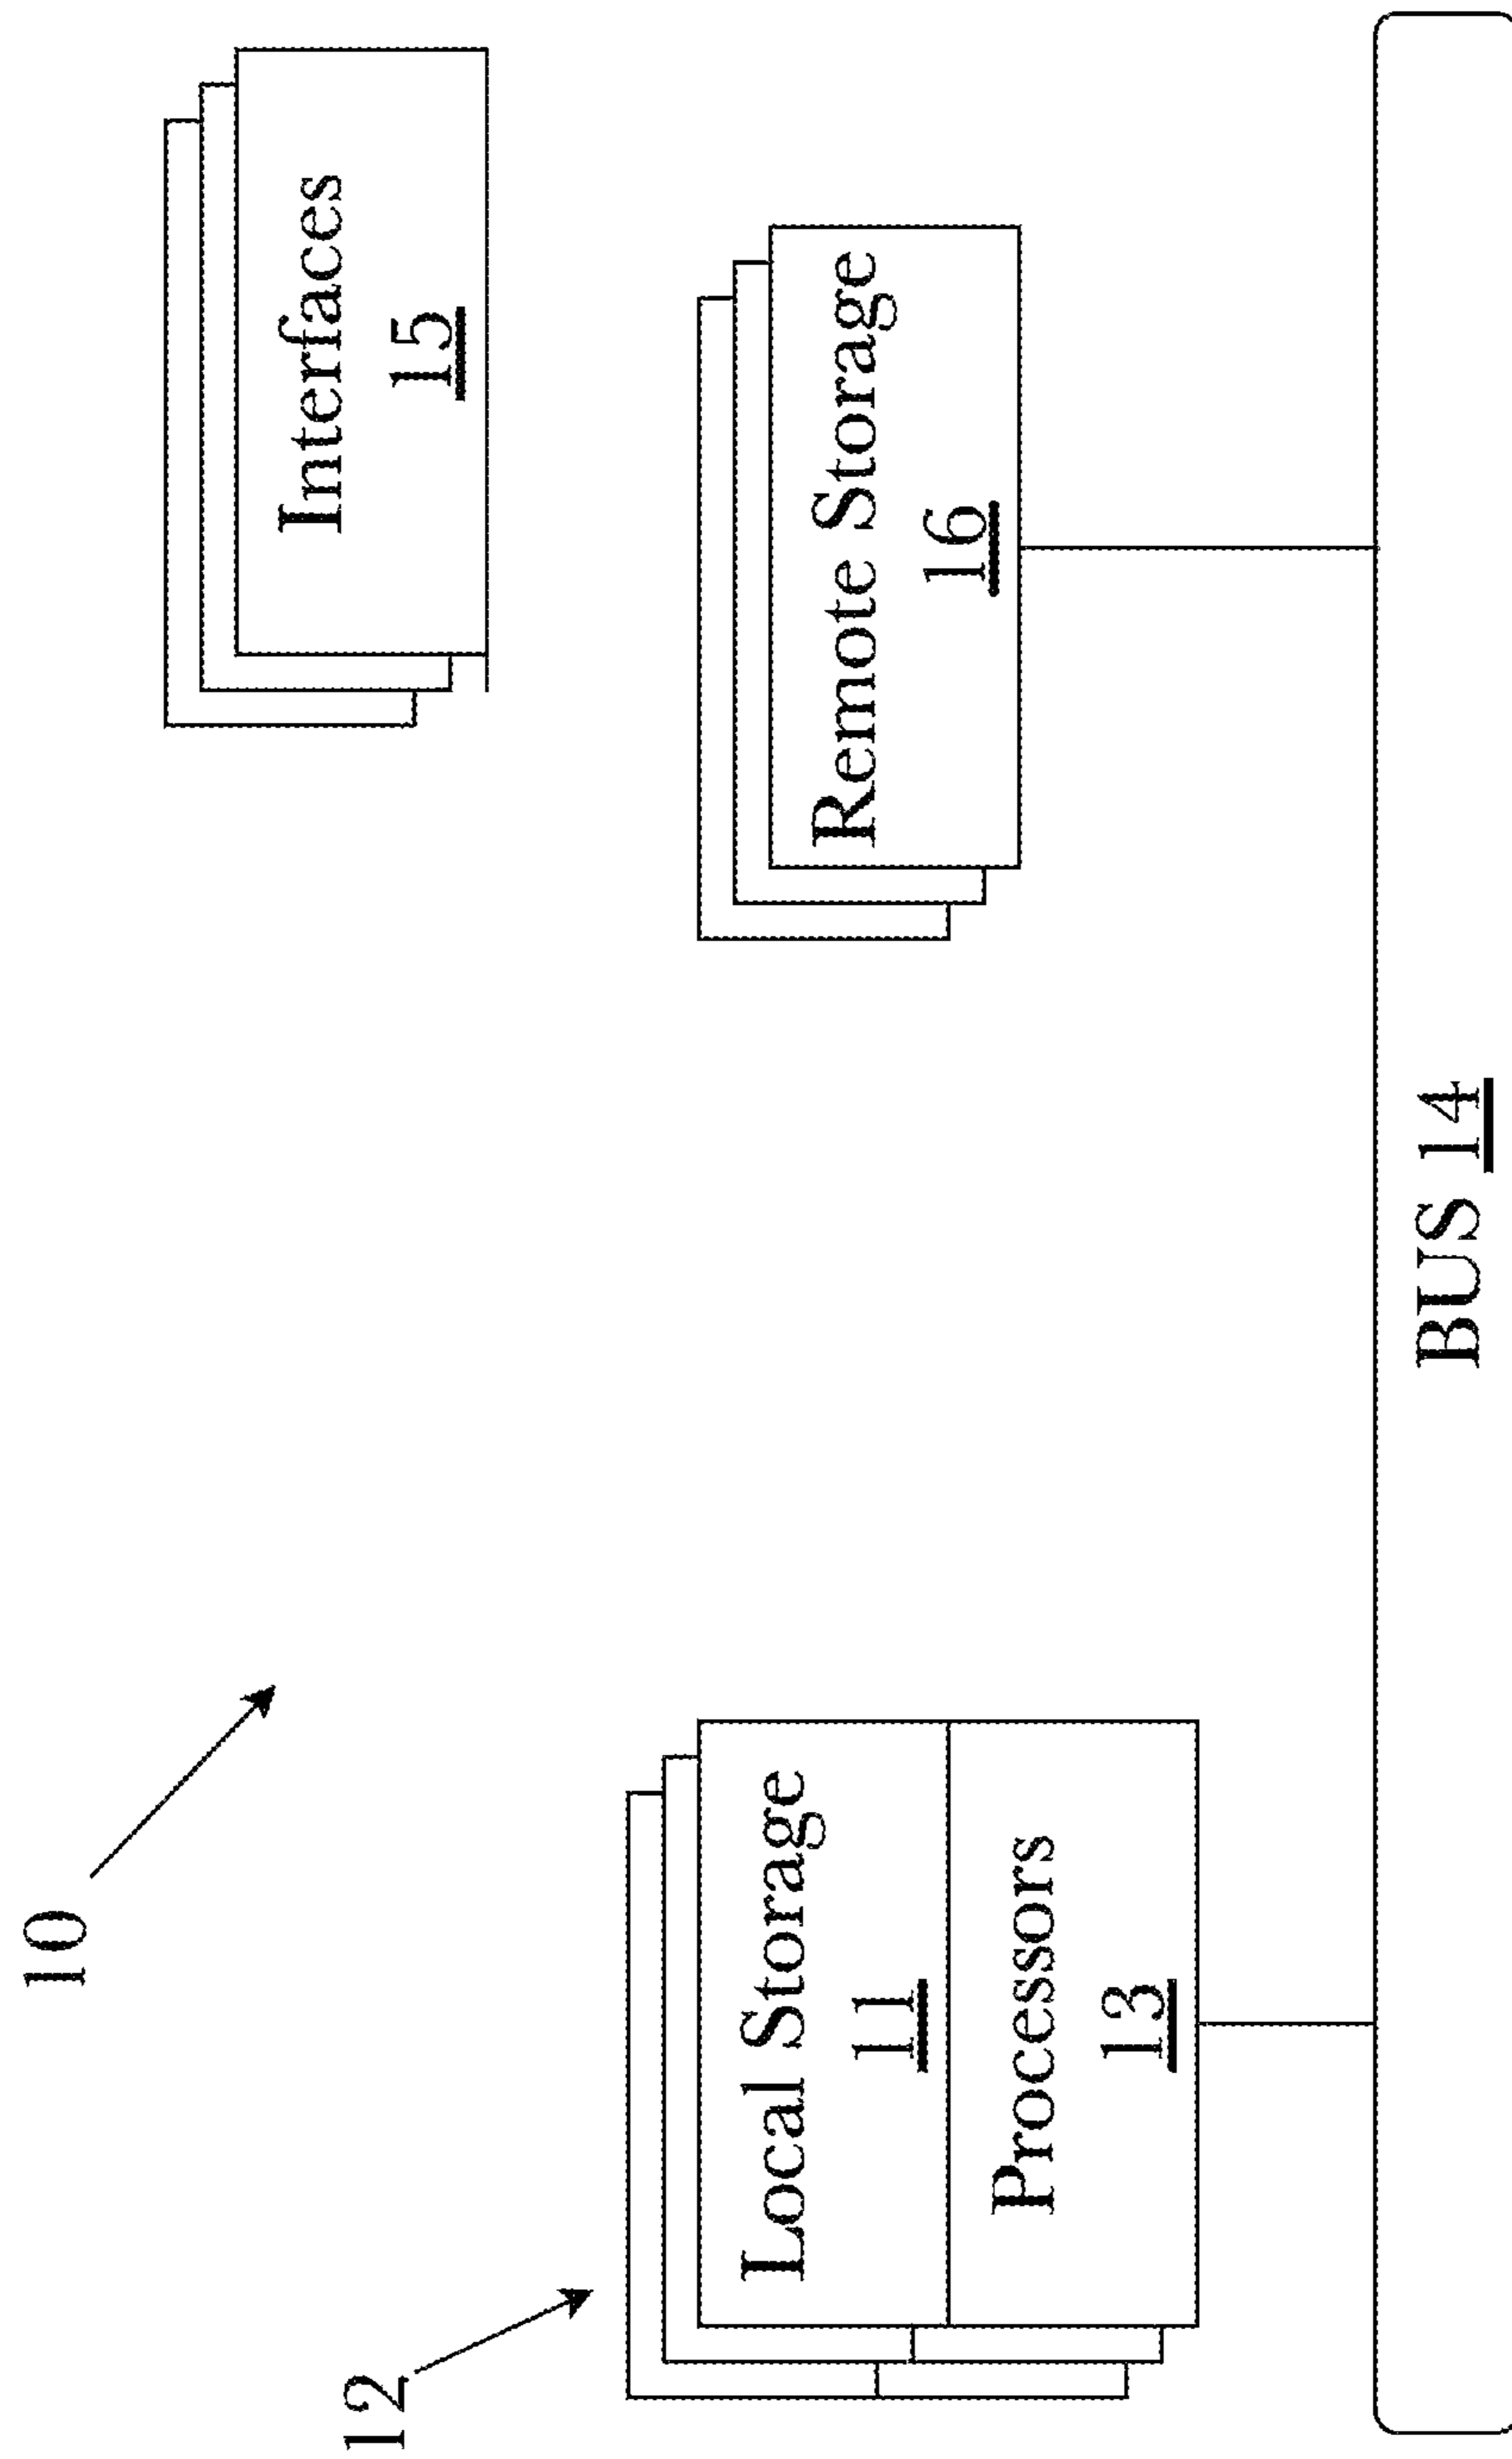 10
12
Local Storage
11
Processors
13
Interfaces
15
Remote Storage
16
BUS 14